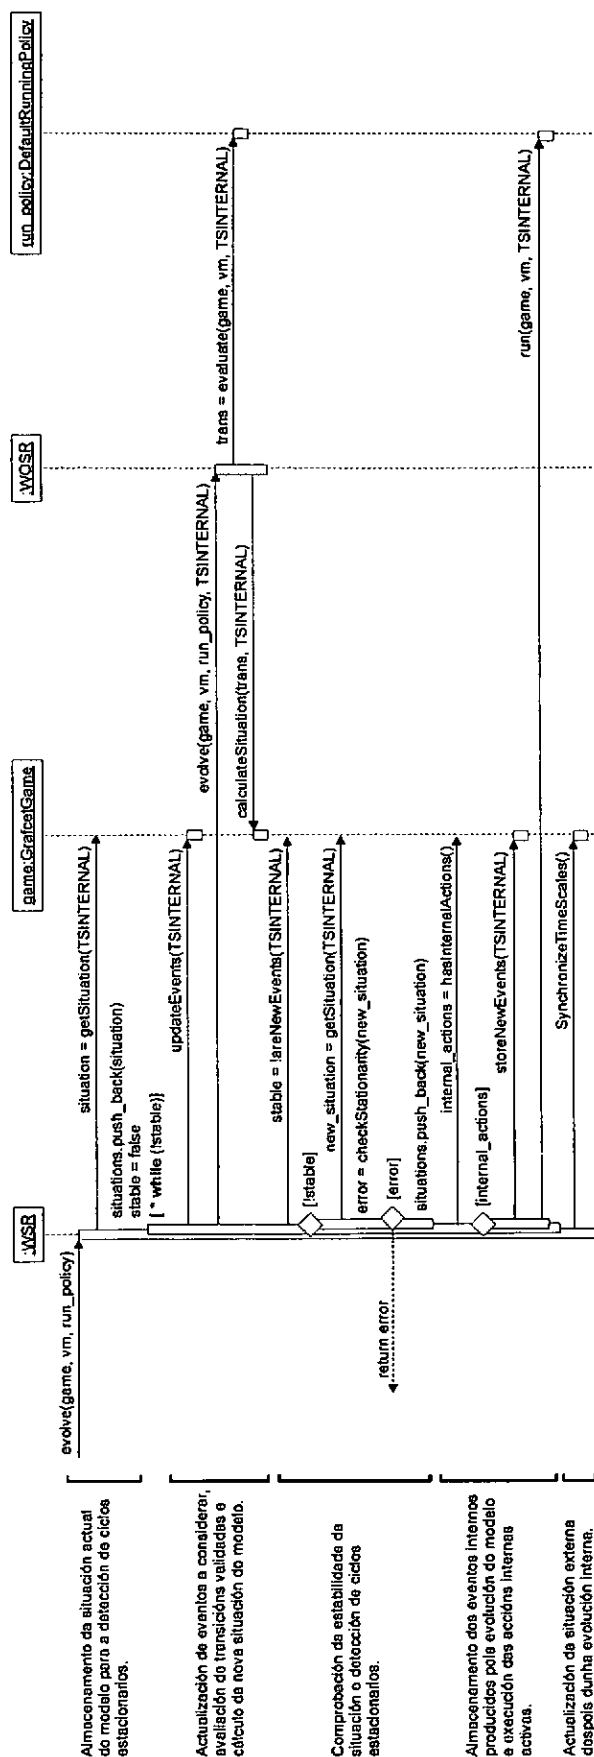 :WSR
game:GrafcetGame
:WOSR
run_policy:DefaultRunningPolicy
Almacenamento da situación actual
do modelo para a detección de ciclos
estacionarios.
evolve(game, vm, run_policy)
situation = getSituation(TSINTERNAL)
situations.push_back(situation)
stable = false
[ * while (!stable)]
Actualización de eventos a considerar,
avaliación de transicións validadas e
cálculo da nova situación do modelo.
updateEvents(TSINTERNAL)
evolve(game, vm, run_policy, TSINTERNAL)
trans = evaluate(game, vm, TSINTERNAL)
calculateSituation(trans, TSINTERNAL)
Comprobación da estabilidade da
situación e detección de ciclos
estacionarios.
stable = !areNewEvents(TSINTERNAL)
[!stable]
new_situation = getSituation(TSINTERNAL)
error = checkStationarity(new_situation)
[error]
return error
situations.push_back(new_situation)
Almacenamento dos eventos internos
producidos pola evolución do modelo
e execución das accións internas
activas.
internal_actions = hasInternalActions()
[internal_actions]
storeNewEvents(TSINTERNAL)
run(game, vm, TSINTERNAL)
Actualización da situación externa
despois dunha evolución interna.
SynchronizeTimeScales()